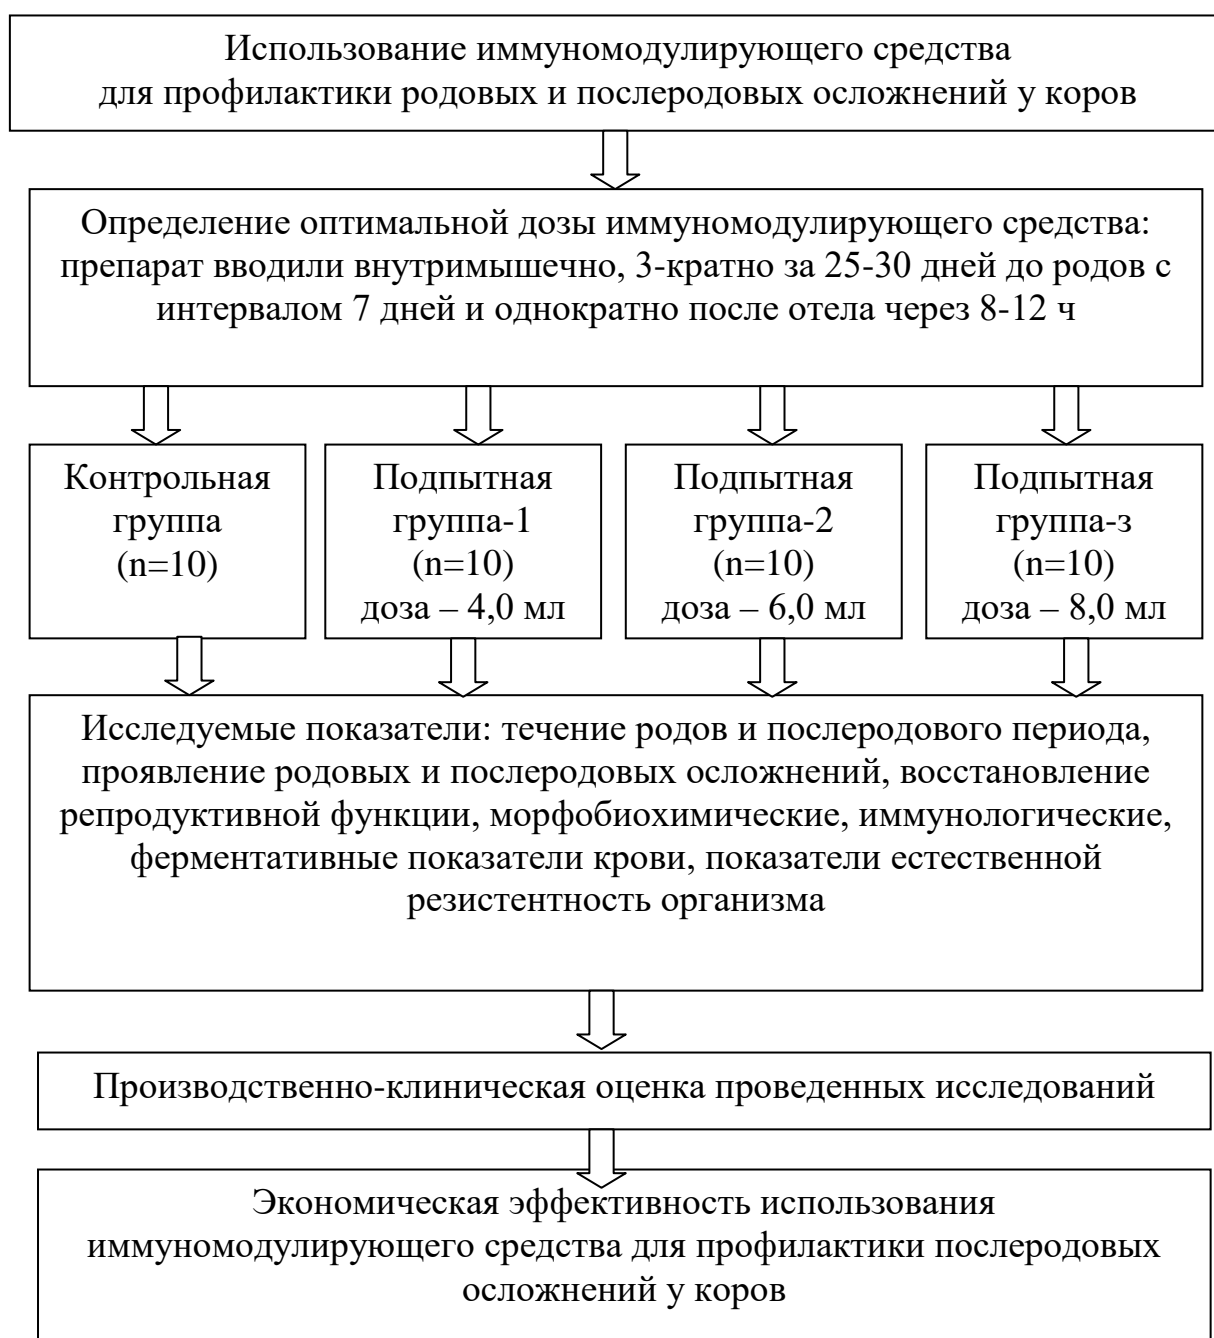 Использование иммуномодулирующего средства
для профилактики родовых и послеродовых осложнений у коров
Определение оптимальной дозы иммуномодулирующего средства:
препарат вводили внутримышечно, 3-кратно за 25-30 дней до родов с
интервалом 7 дней и однократно после отела через 8-12 ч
Контрольная
группа
(n=10)
Подпытная
группа-1
(n=10)
доза – 4,0 мл
Подпытная
группа-2
(n=10)
доза – 6,0 мл
Подпытная
группа-з
(n=10)
доза – 8,0 мл
Исследуемые показатели: течение родов и послеродового периода,
проявление родовых и послеродовых осложнений, восстановление
репродуктивной функции, морфобиохимические, иммунологические,
ферментативные показатели крови, показатели естественной
резистентность организма
Производственно-клиническая оценка проведенных исследований
Экономическая эффективность использования
иммуномодулирующего средства для профилактики послеродовых
осложнений у коров